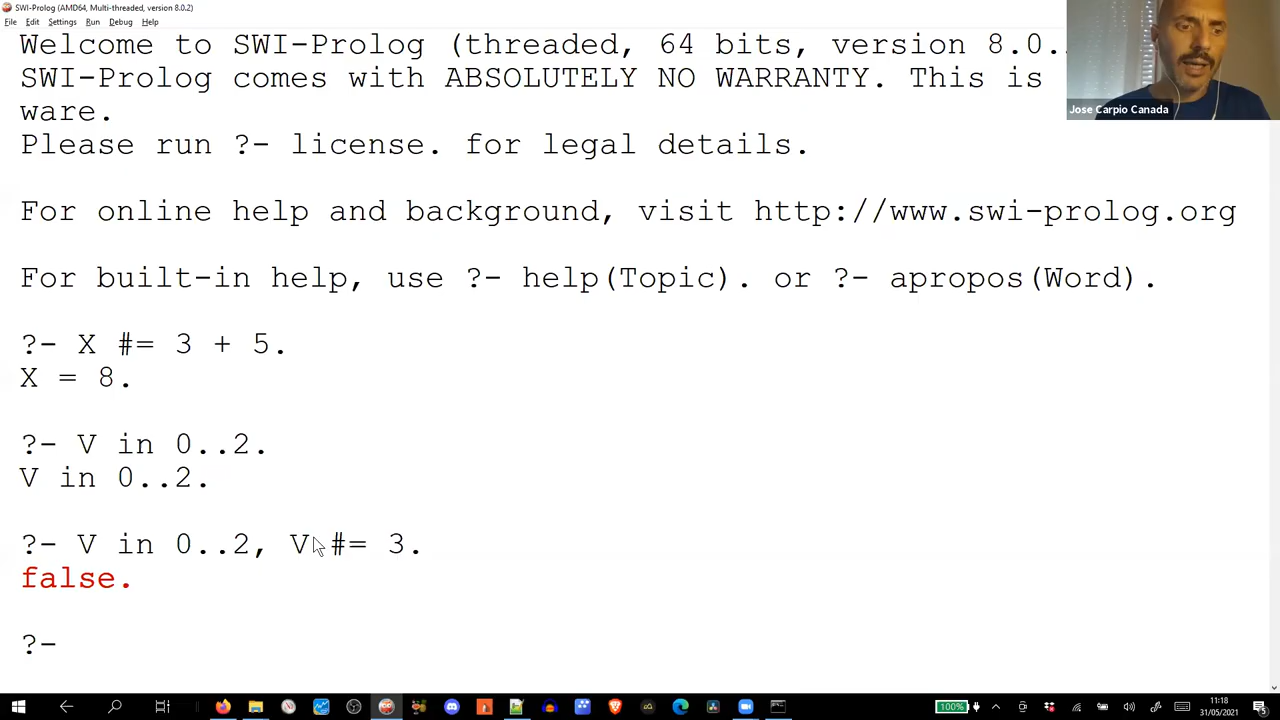 SWI-Prolog (AMD64, Multi-threaded, version 8.0.2)
File Edit Settings Run Debug Help
Welcome to SWI-Prolog (threaded, 64 bits, version 8.0.
SWI-Prolog comes with ABSOLUTELY NO WARRANTY. This is
ware.
Please run ?- license. for legal details.
For online help and background, visit http://www.swi-prolog.org
For built-in help, use ?- help(Topic). or ?- apropos(Word).
?- X #= 3 + 5.
X = 8.
?- V in 0..2.
V in 0..2.
?- V in 0..2, V #= 3.
false.
?-
Jose Carpio Canada
100%
11:18
31/05/2021